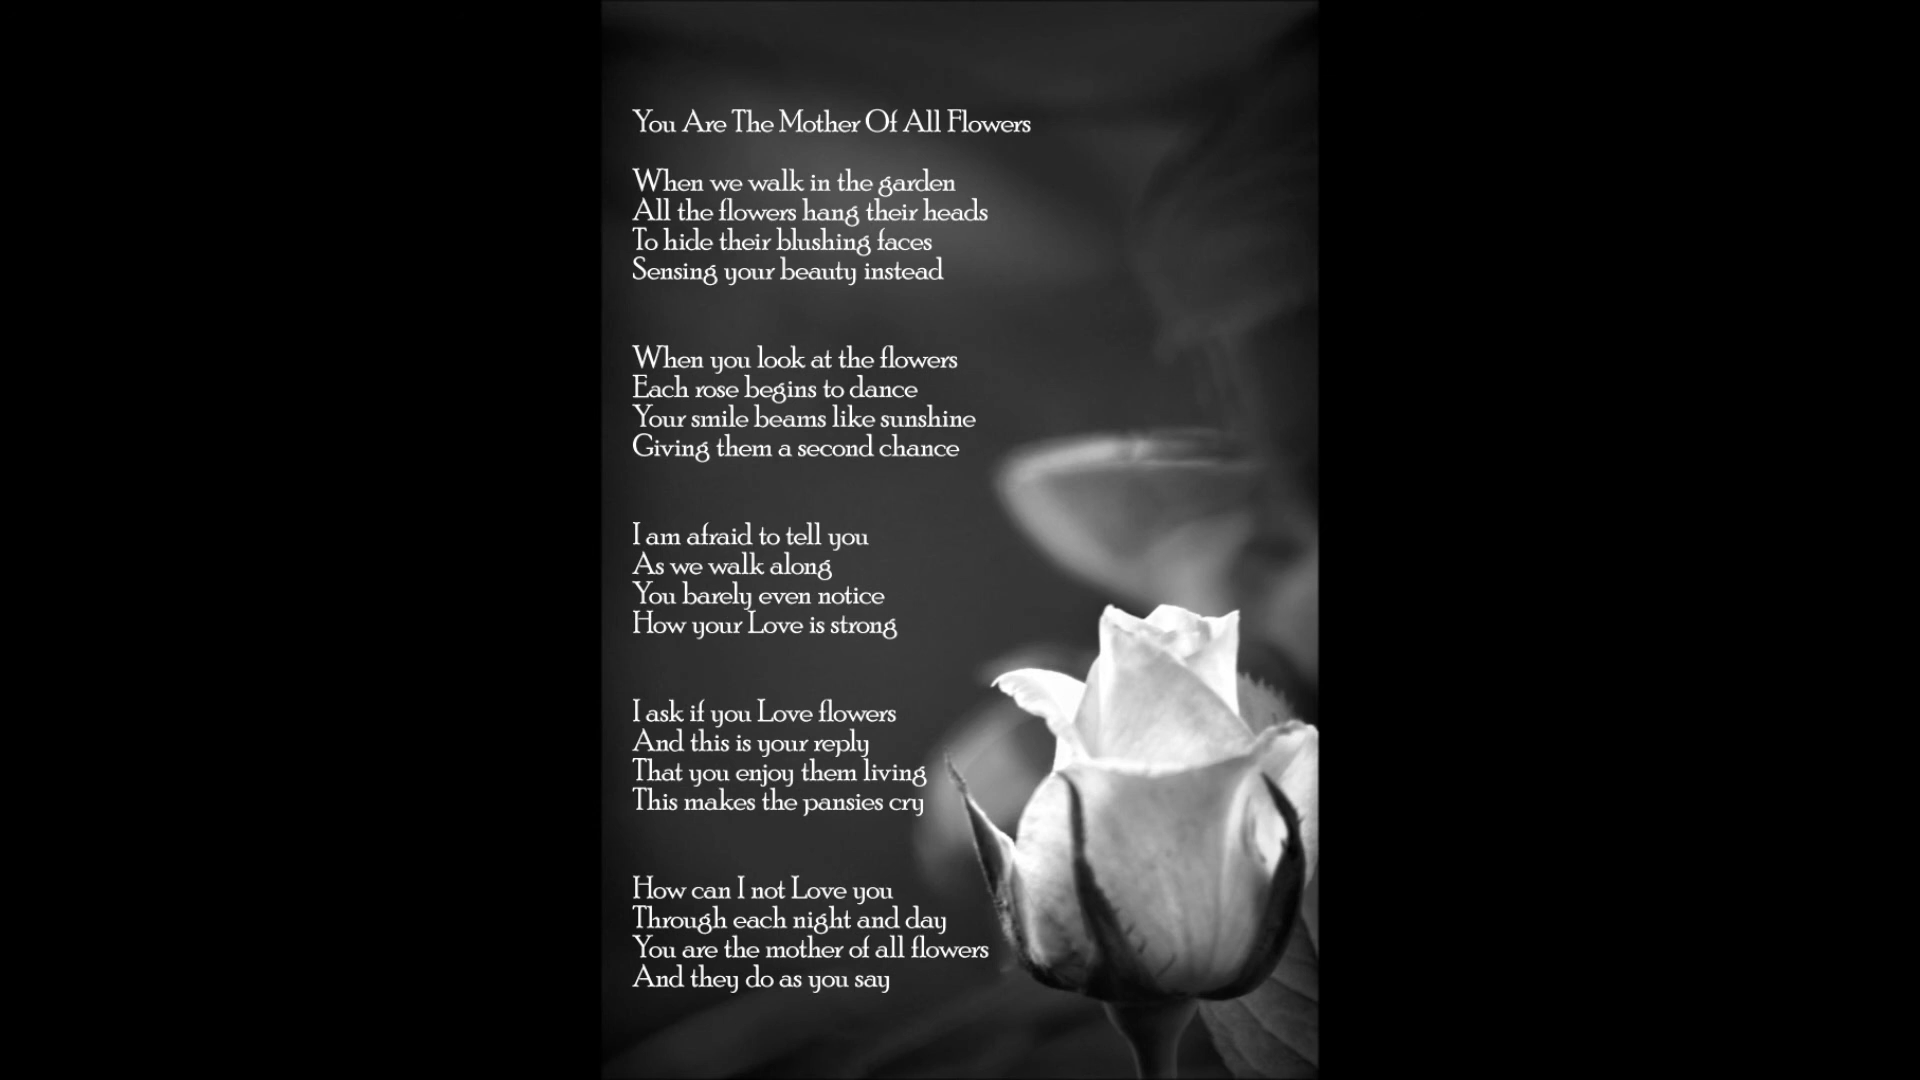 You Are The Mother Of All Flowers
When we walk in the garden
All the flowers hang their heads
To hide their blushing faces
Sensing your beauty instead
When you look at the flowers
Each rose begins to dance
Your smile beams like sunshine
Giving them a second chance
I am afraid to tell you
As we walk along
You barely even notice
How your Love is strong
I ask if you Love flowers
And this is your reply
That you enjoy them living
This makes the pansies cry
How can I not Love you
Through each night and day
You are the mother of all flowers
And they do as you say